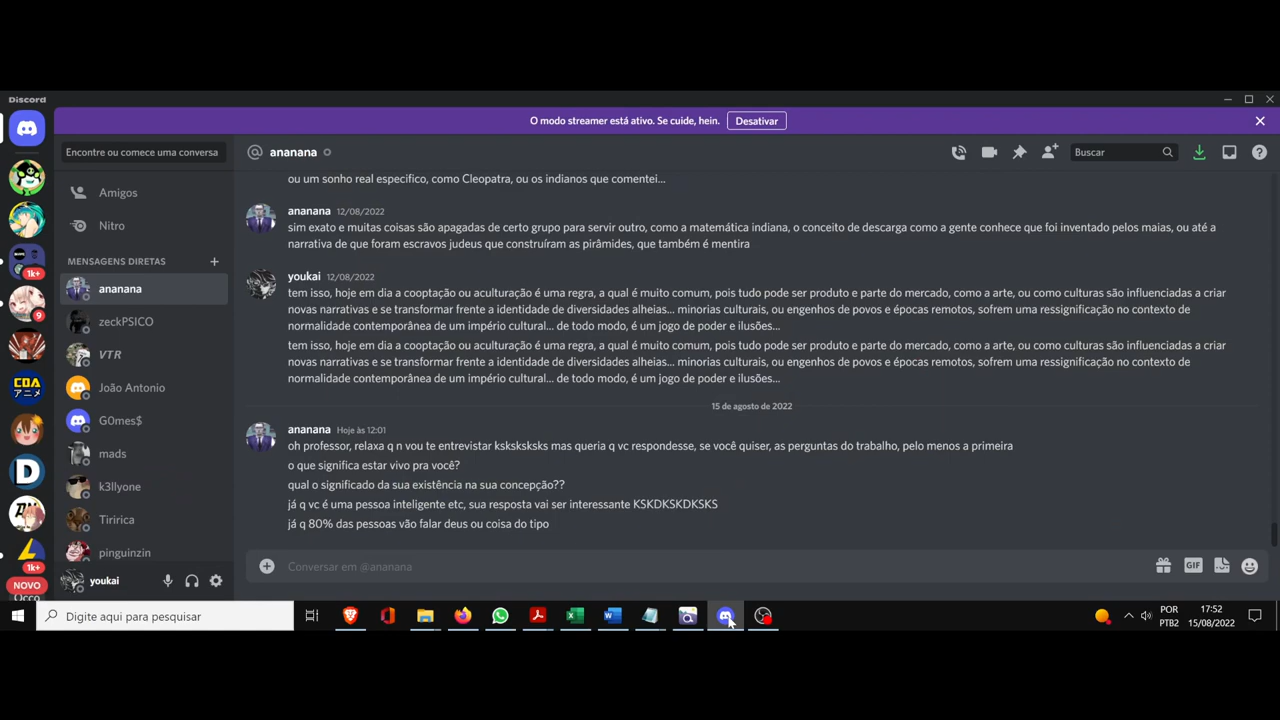 Discord
O modo streamer está ativo. Se cuide, hein. Desativar
Encontre ou comece uma conversa
@ ananana
Buscar
Amigos
Nitro
MENSAGENS DIRETAS +
ananana
zeckPSICO
VTR
João Antonio
G0mes$
mads
k3llyone
Tiririca
pinguinzin
youkai
1k+
9
CDA
アニメ
D
1k+
NOVO
ou um sonho real especifico, como Cleopatra, ou os indianos que comentei...
ananana 12/08/2022
sim exato e muitas coisas são apagadas de certo grupo para servir outro, como a matemática indiana, o conceito de descarga como a gente conhece que foi inventado pelos maias, ou até a
narrativa de que foram escravos judeus que construíram as pirâmides, que também é mentira
youkai 12/08/2022
tem isso, hoje em dia a cooptação ou aculturação é uma regra, a qual é muito comum, pois tudo pode ser produto e parte do mercado, como a arte, ou como culturas são influenciadas a criar
novas narrativas e se transformar frente a identidade de diversidades alheias... minorias culturais, ou engenhos de povos e épocas remotos, sofrem uma ressignificação no contexto de
normalidade contemporânea de um império cultural... de todo modo, é um jogo de poder e ilusões...
tem isso, hoje em dia a cooptação ou aculturação é uma regra, a qual é muito comum, pois tudo pode ser produto e parte do mercado, como a arte, ou como culturas são influenciadas a criar
novas narrativas e se transformar frente a identidade de diversidades alheias... minorias culturais, ou engenhos de povos e épocas remotos, sofrem uma ressignificação no contexto de
normalidade contemporânea de um império cultural... de todo modo, é um jogo de poder e ilusões...
15 de agosto de 2022
ananana Hoje às 12:01
oh professor, relaxa q n vou te entrevistar ksksksksks mas queria q vc respondesse, se você quiser, as perguntas do trabalho, pelo menos a primeira
o que significa estar vivo pra você?
qual o significado da sua existência na sua concepção??
já q vc é uma pessoa inteligente etc, sua resposta vai ser interessante KSKDKSKDKSKS
já q 80% das pessoas vão falar deus ou coisa do tipo
Conversar em @ananana
GIF
Digite aqui para pesquisar
POR
PTB2
17:52
15/08/2022